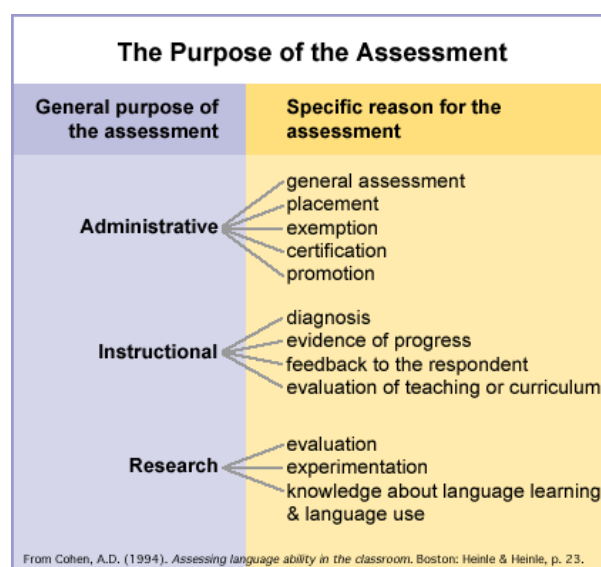 The Purpose of the Assessment
General purpose of
the assessment
Specific reason for the
assessment
Administrative
general assessment
placement
exemption
certification
promotion
Instructional
diagnosis
evidence of progress
feedback to the respondent
evaluation of teaching or curriculum
Research
evaluation
experimentation
knowledge about language learning
& language use
From Cohen, A.D. (1994). Assessing language ability in the classroom. Boston: Heinle & Heinle, p. 23.